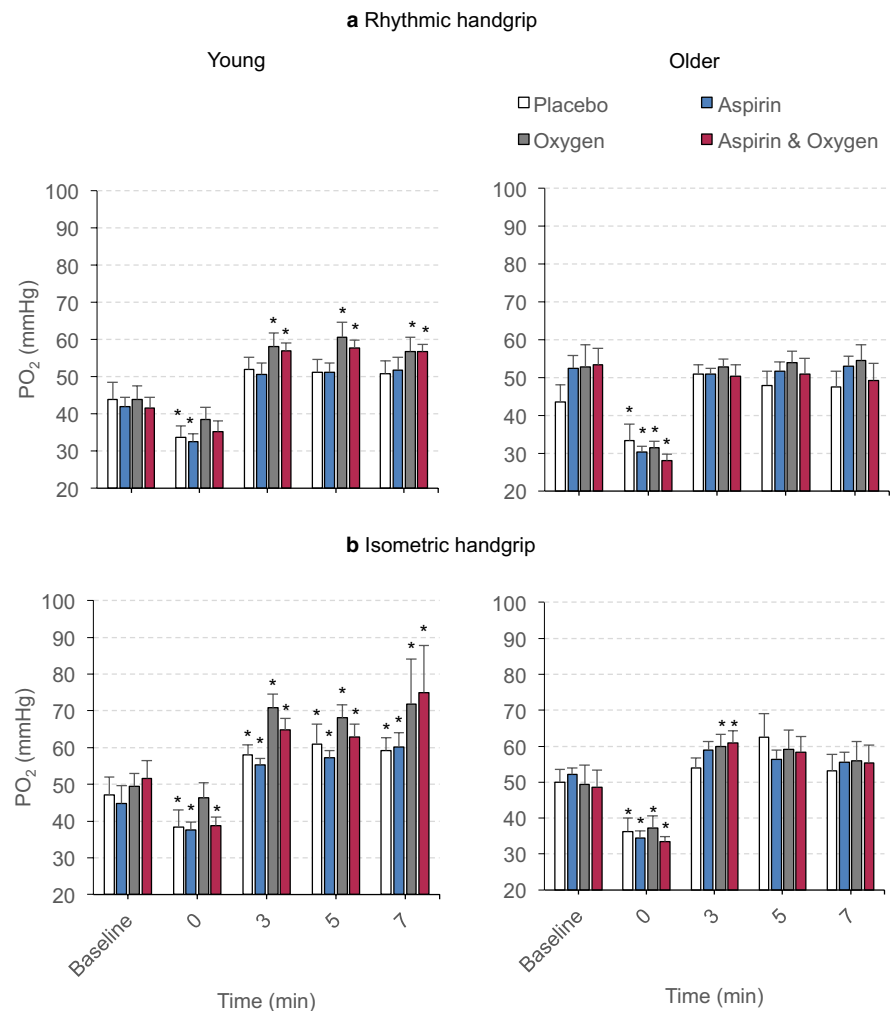 a Rhythmic handgrip
Young
Older
Placebo
Aspirin
Oxygen
Aspirin & Oxygen
PO2 (mmHg)
100
90
80
70
60
50
40
30
20
* *
* *
* *
* *
100
90
80
70
60
50
40
30
20
* * * *
b Isometric handgrip
PO2 (mmHg)
100
90
80
70
60
50
40
30
20
* * *
* * * *
* * * *
* * * *
Baseline 0 3 5 7
Time (min)
100
90
80
70
60
50
40
30
20
* * * *
* *
Baseline 0 3 5 7
Time (min)